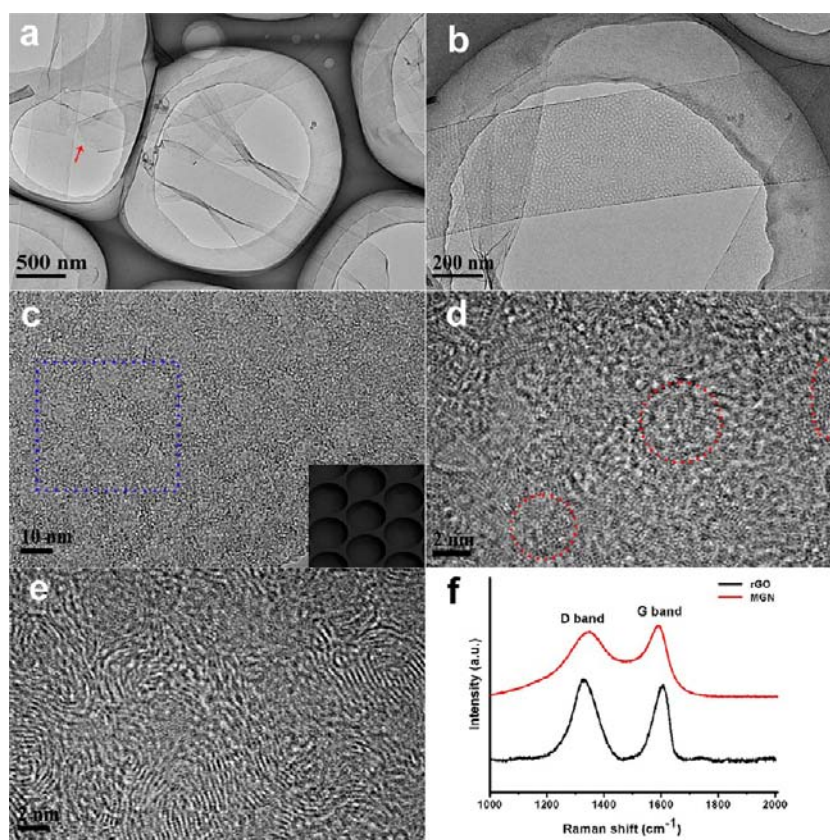 a
500 nm
b
200 nm
c
10 nm
d
2 nm
e
2 nm
f
rGO
MGN
D band
G band
Intensity (a.u.)
1000 1200 1400 1600 1800 2000
Raman shift (cm⁻¹)